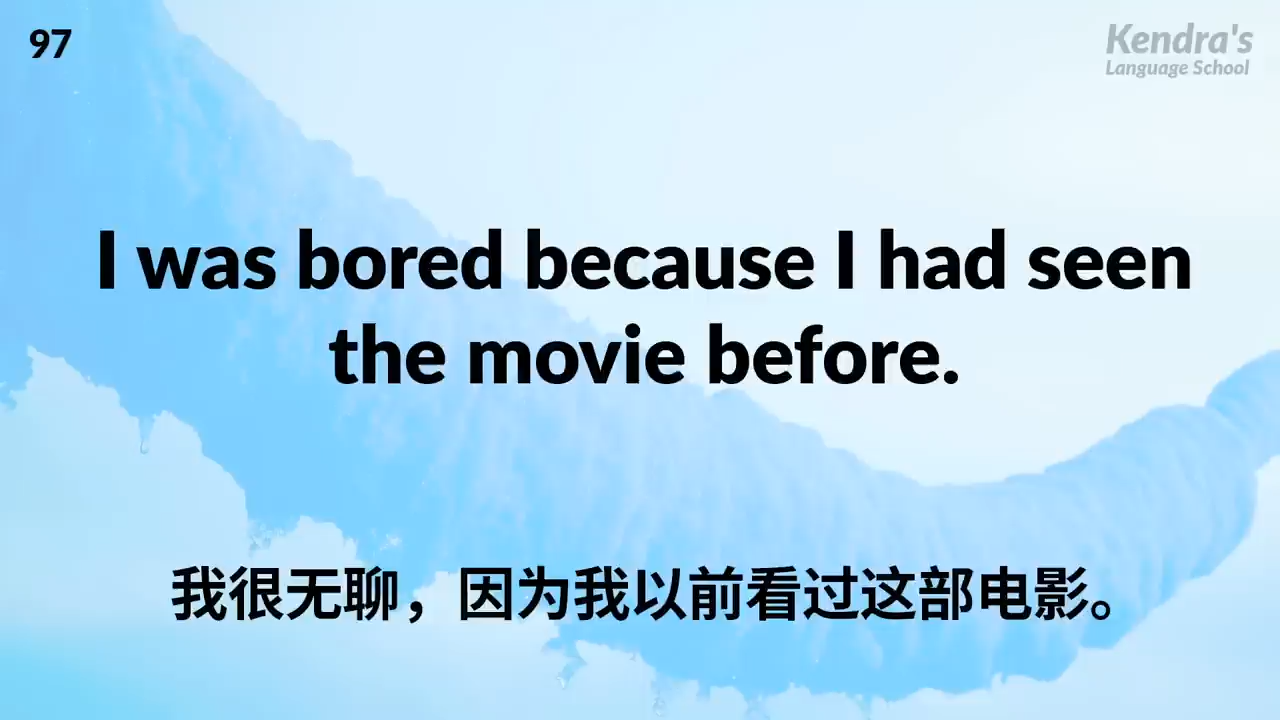 97
Kendra's
Language School
I was bored because I had seen
the movie before.
我很无聊，因为我以前看过这部电影。